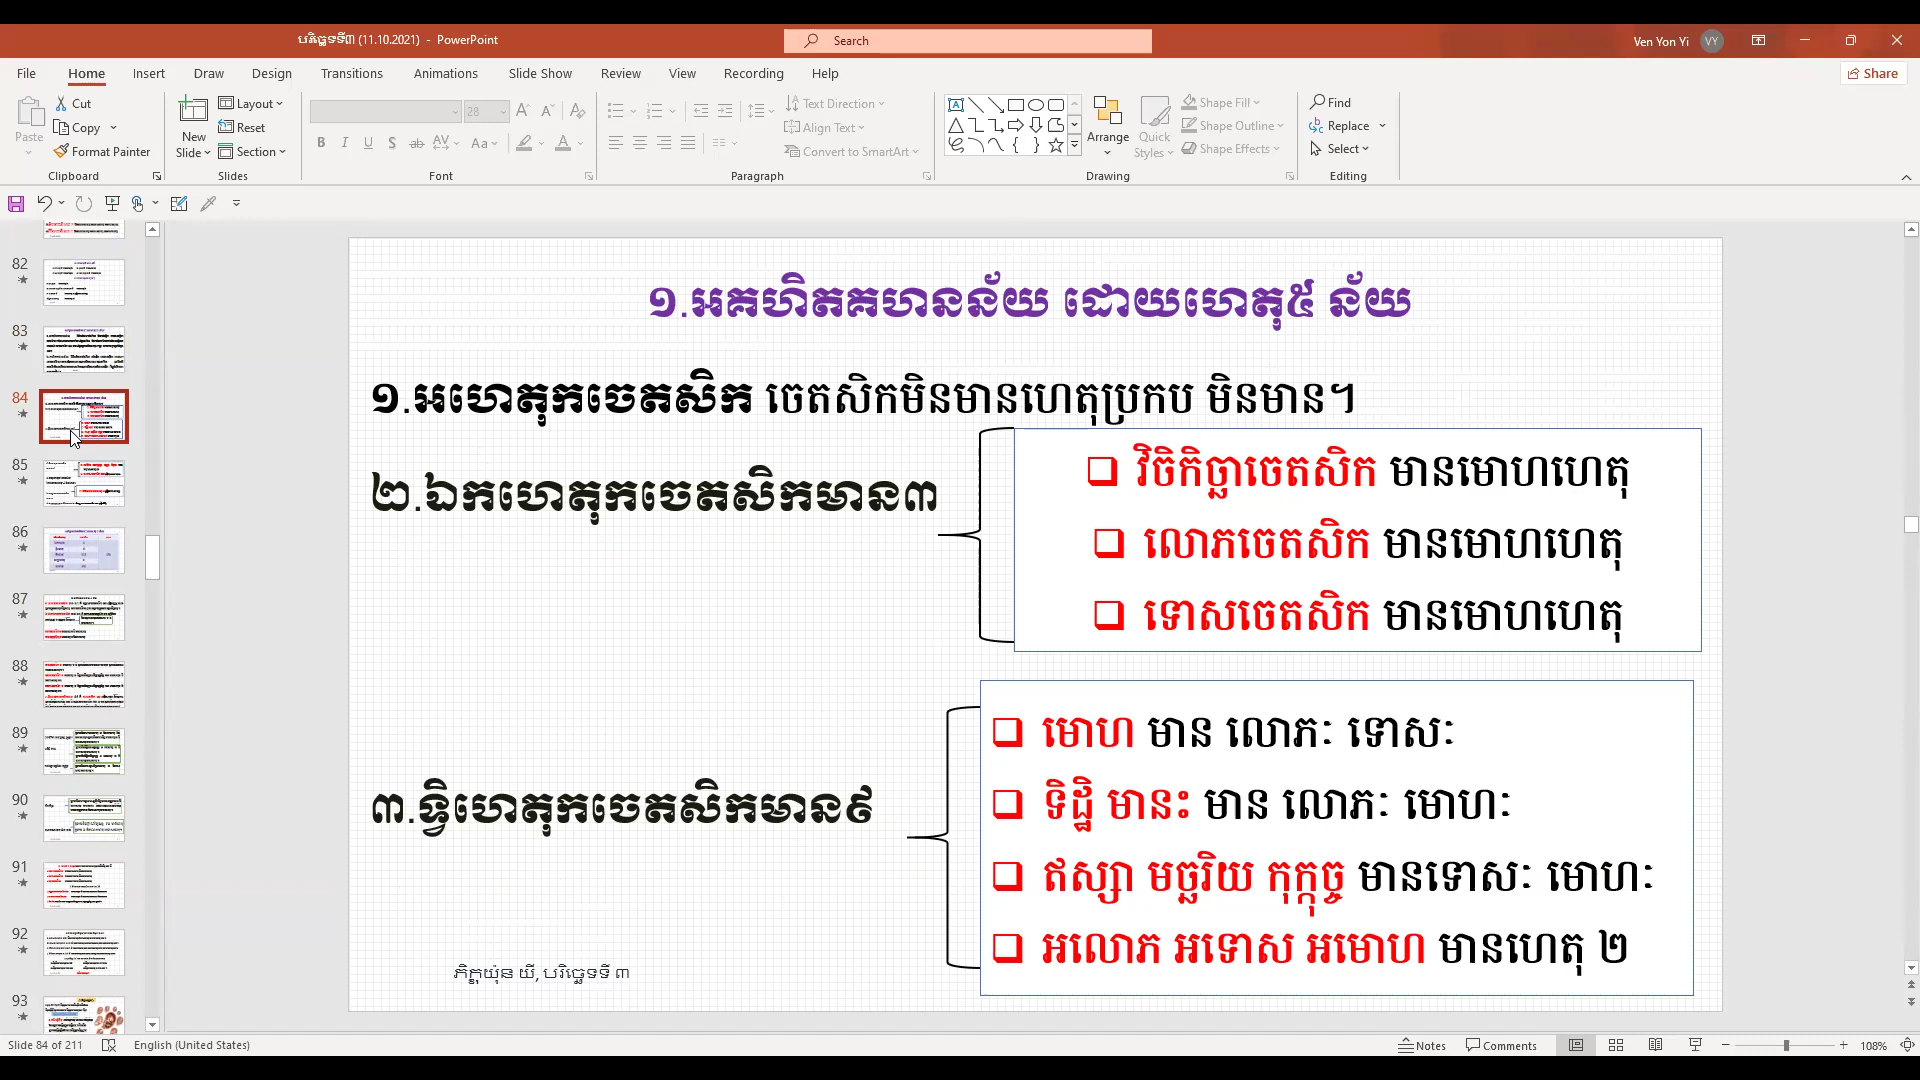 បរិច្ឆេទទី៣ (11.10.2021) - PowerPoint
Search
Ven Yon Yi
VY
File Home Insert Draw Design Transitions Animations Slide Show Review View Recording Help
Share
Paste
Cut
Copy
Format Painter
Clipboard
New Slide
Layout
Reset
Section
Slides
28
Font
Text Direction
Align Text
Convert to SmartArt
Paragraph
Arrange
Quick Styles
Shape Fill
Shape Outline
Shape Effects
Drawing
Find
Replace
Select
Editing
82
83
84
85
86
87
88
89
90
91
92
93
១.អគហិតគហនន័យ ដោយហេតុ៥ ន័យ
១.អហេតុកចេតសិក ចេតសិកមិនមានហេតុប្រកប មិនមាន។
២.ឯកហេតុកចេតសិកមាន៣
វិចិកិច្ឆាចេតសិក មានមោហហេតុ
លោភចេតសិក មានមោហហេតុ
ទោសចេតសិក មានមោហហេតុ
៣.ទ្វិហេតុកចេតសិកមាន៩
មោហ មាន លោភៈ ទោសៈ
ទិដ្ឋិ មានះ មាន លោភៈ មោហៈ
ឥស្សា មច្ឆរិយ កុក្កុច្ច មានទោសៈ មោហៈ
អលោភ អទោស អមោហ មានហេតុ ២
ភិក្ខុយ៉ុន យី, បរិច្ឆេទទី ៣
Slide 84 of 211
English (United States)
Notes
Comments
108%